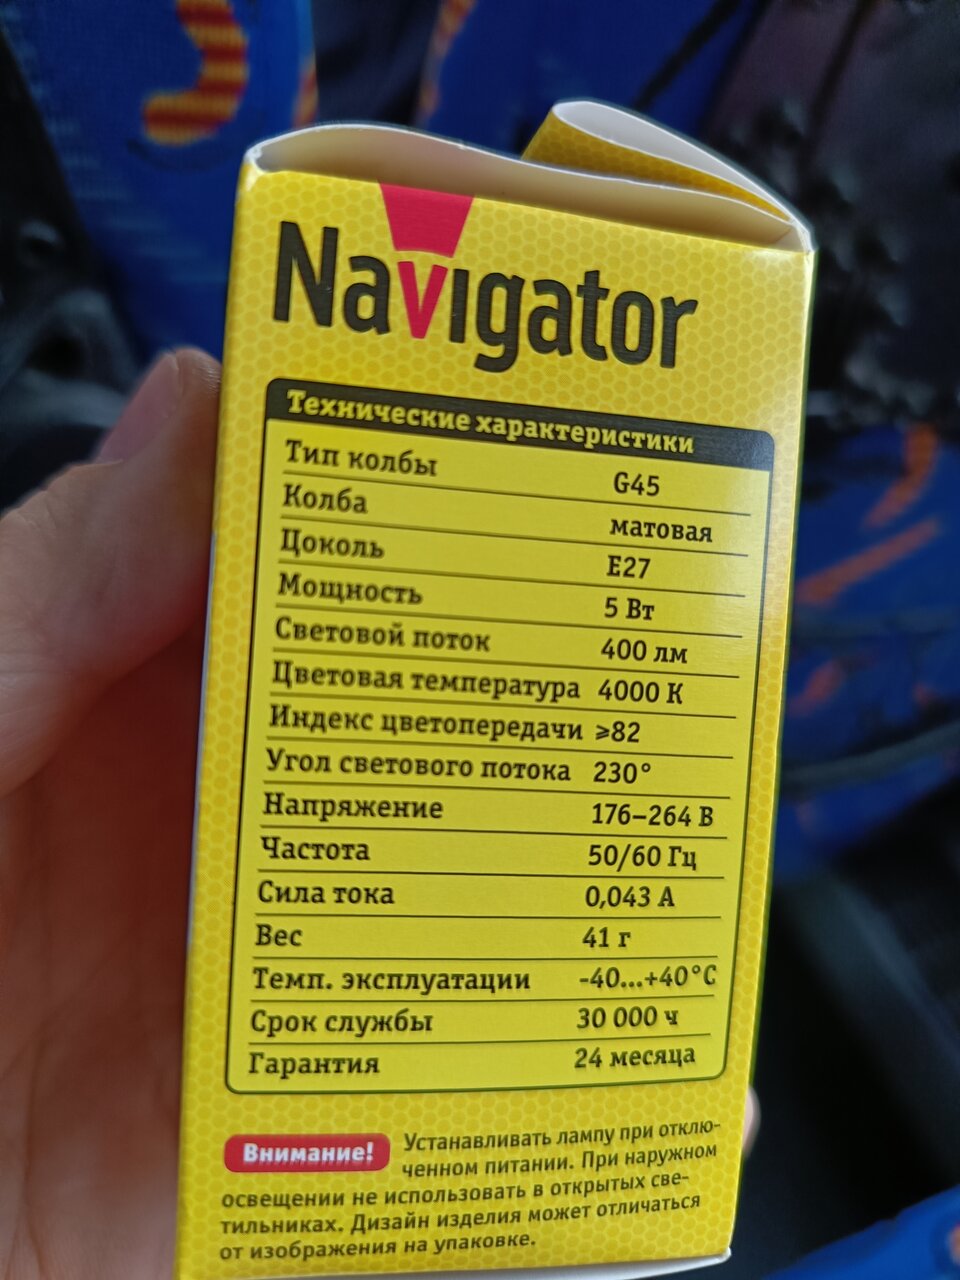 Navigator
Технические характеристики
Тип колбы G45
Колба матовая
Цоколь E27
Мощность 5 Вт
Световой поток 400 лм
Цветовая температура 4000 К
Индекс цветопередачи ≥82
Угол светового потока 230°
Напряжение 176–264 В
Частота 50/60 Гц
Сила тока 0,043 А
Вес 41 г
Темп. эксплуатации -40...+40°C
Срок службы 30 000 ч
Гарантия 24 месяца
Внимание! Устанавливать лампу при отклю-
ченном питании. При наружном
освещении не использовать в открытых све-
тильниках. Дизайн изделия может отличаться
от изображения на упаковке.